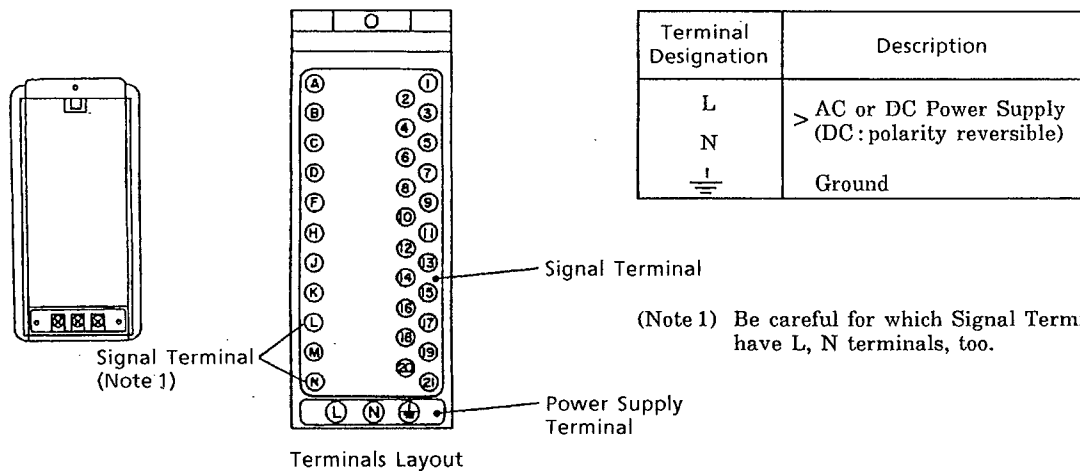 A
B
C
D
F
H
J
K
L
M
N
1
2
3
4
5
6
7
8
9
10
11
12
13
14
15
16
17
18
19
20
21
L N
Signal Terminal
(Note 1)
Signal Terminal
Power Supply
Terminal
Terminals Layout
Terminal
Designation
Description
L
N
> AC or DC Power Supply
(DC : polarity reversible)
Ground
(Note 1) Be careful for which Signal Termi
have L, N terminals, too.